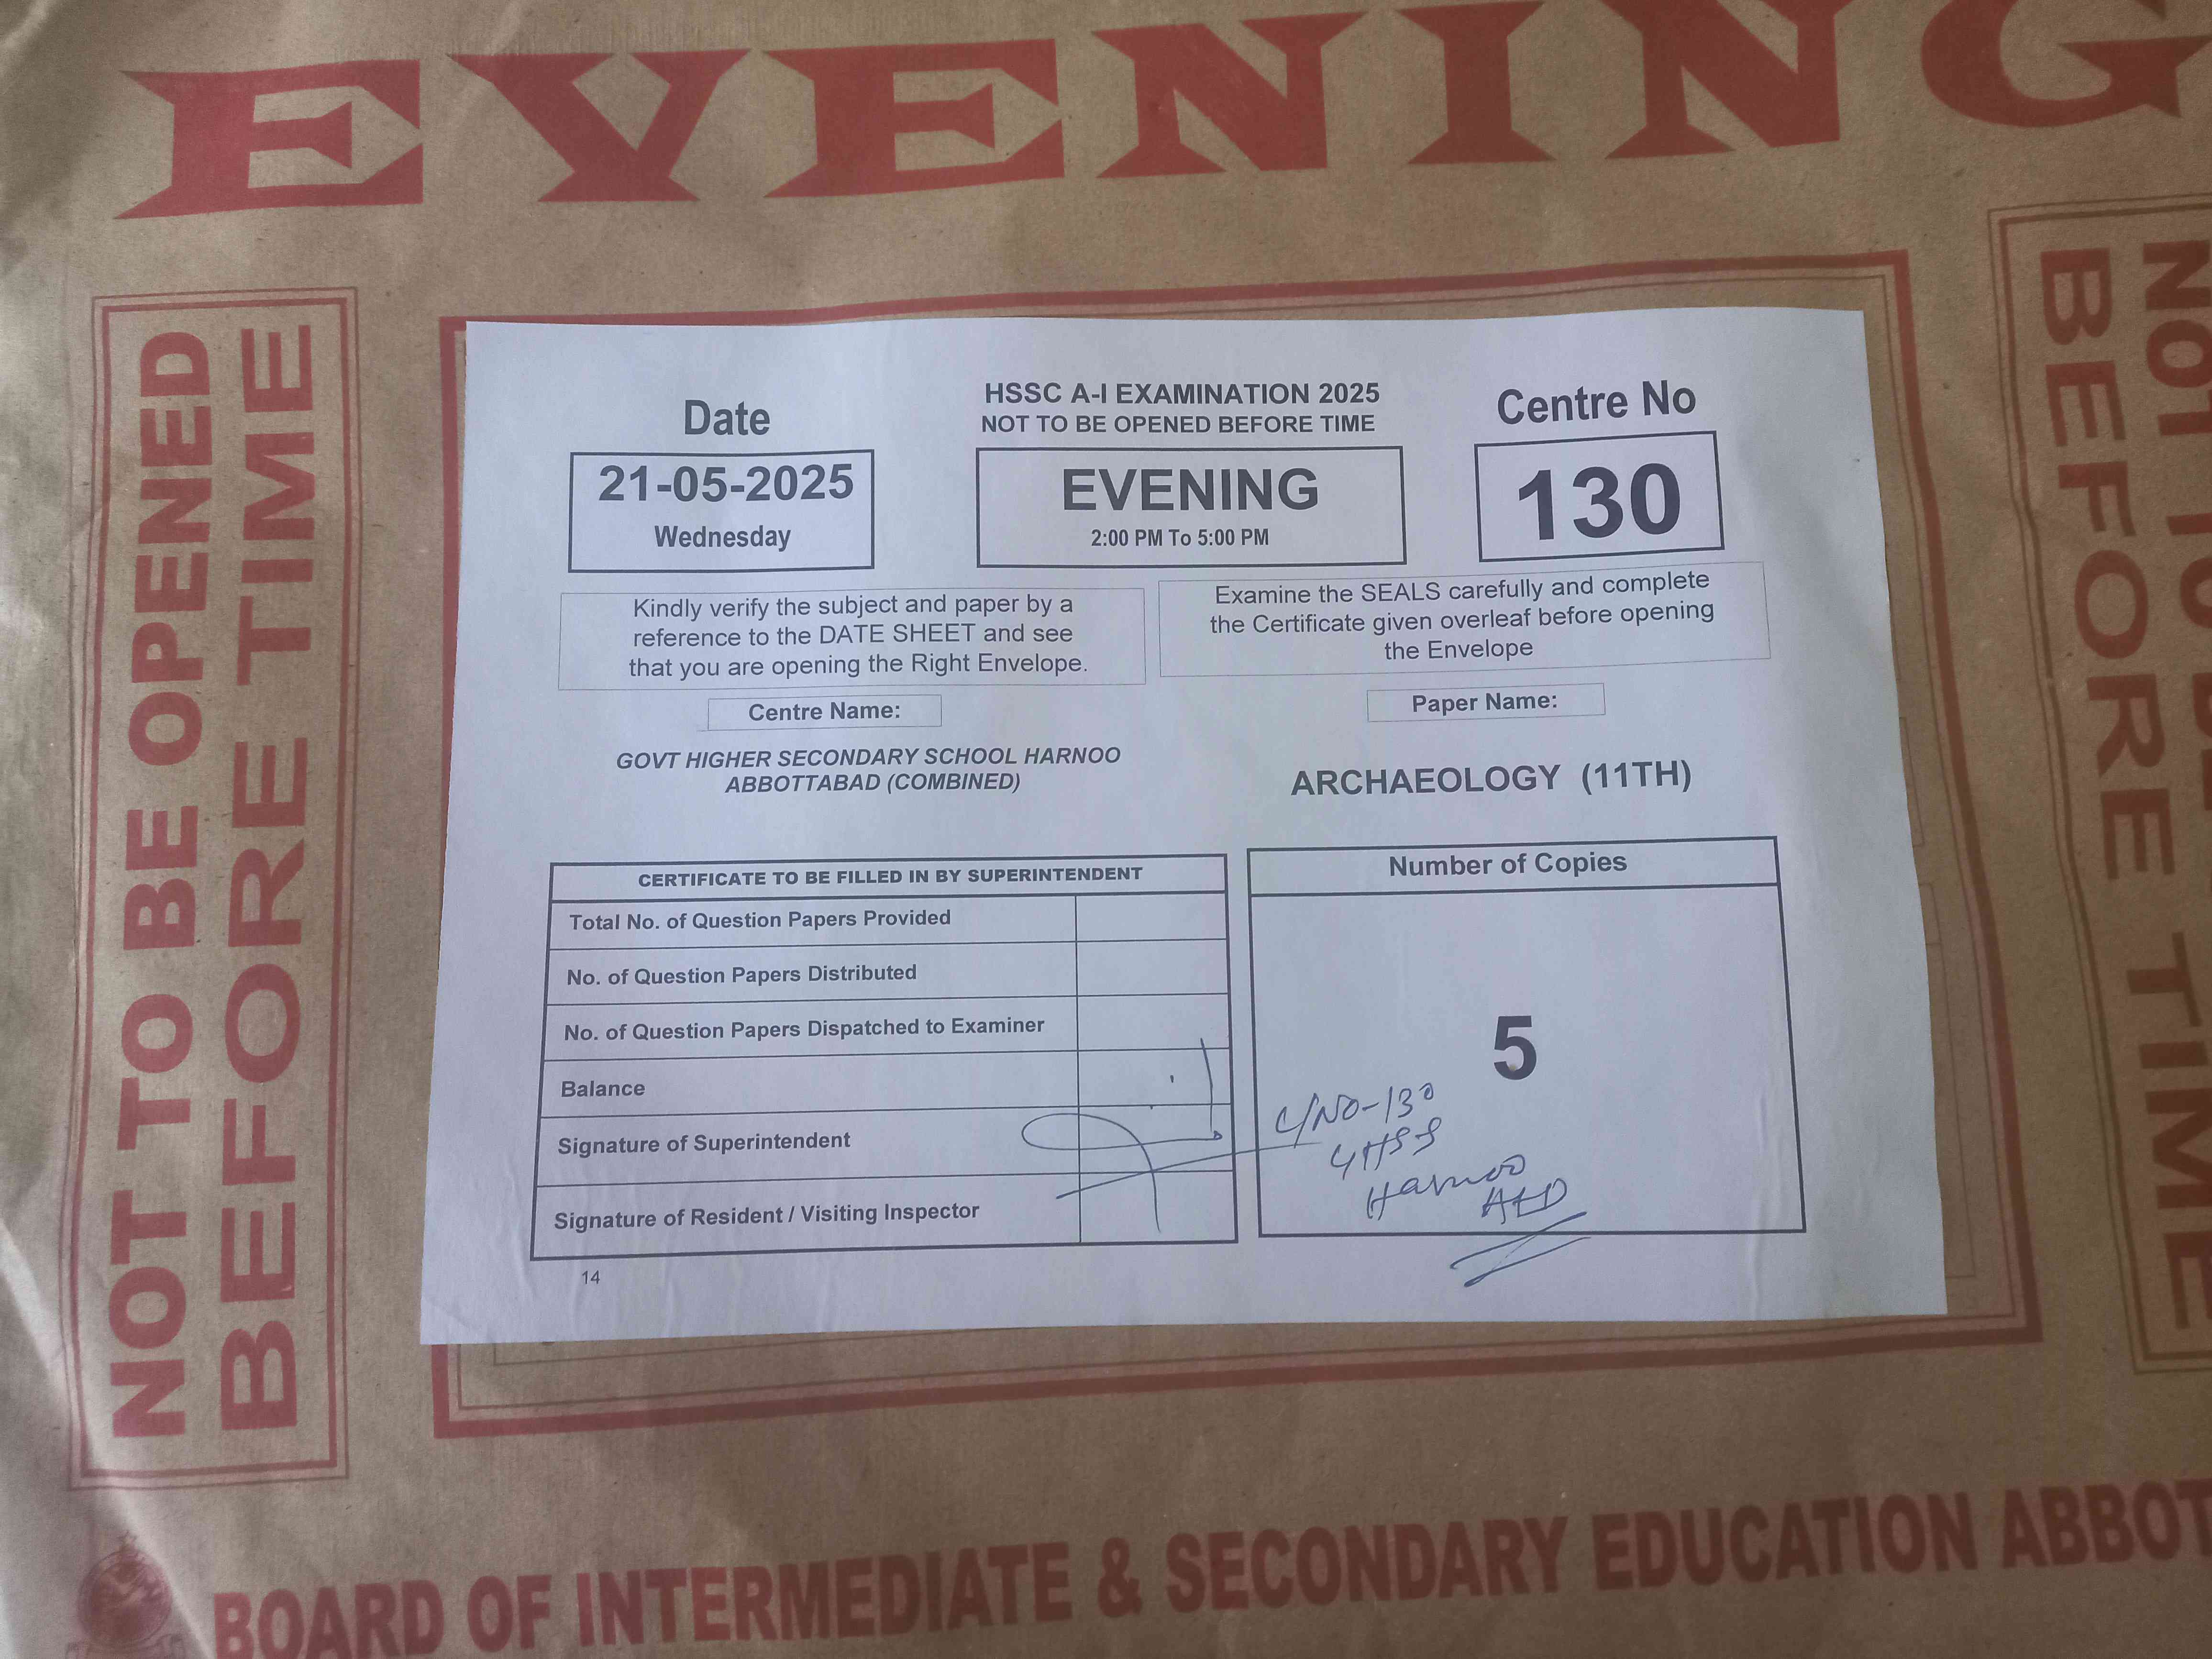 EVENING
NOT TO BE OPENED
BEFORE TIME
Date
21-05-2025
Wednesday
HSSC A-I EXAMINATION 2025
NOT TO BE OPENED BEFORE TIME
EVENING
2:00 PM To 5:00 PM
Centre No
130
Kindly verify the subject and paper by a
reference to the DATE SHEET and see
that you are opening the Right Envelope.
Examine the SEALS carefully and complete
the Certificate given overleaf before opening
the Envelope
Centre Name:
GOVT HIGHER SECONDARY SCHOOL HARNOO
ABBOTTABAD (COMBINED)
Paper Name:
ARCHAEOLOGY (11TH)
CERTIFICATE TO BE FILLED IN BY SUPERINTENDENT
Total No. of Question Papers Provided
No. of Question Papers Distributed
No. of Question Papers Dispatched to Examiner
Balance
Signature of Superintendent
Signature of Resident / Visiting Inspector
14
Number of Copies
5
C/NO-130
GHSS
Harnoo
ATD
NOT TO BE
BEFORE TIME
BOARD OF INTERMEDIATE & SECONDARY EDUCATION ABBOT